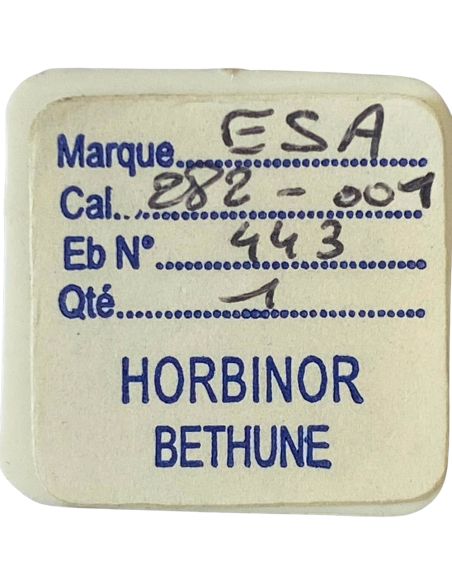 Marque ESA
Cal. 282-001
Eb N° 443
Qté 1
HORBINOR
BETHUNE